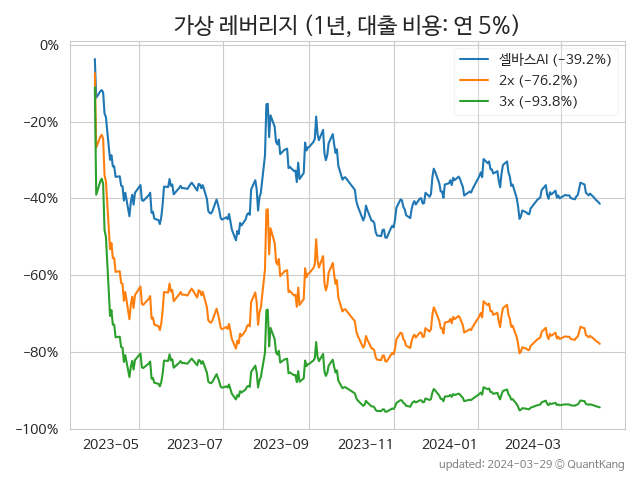 가상 레버리지 (1년, 대출 비용: 연 5%)
셀바스AI (−39.2%)
2x (−76.2%)
3x (−93.8%)
0%
−20%
−40%
−60%
−80%
−100%
2023-05 2023-07 2023-09 2023-11 2024-01 2024-03
updated: 2024-03-29 © QuantKang